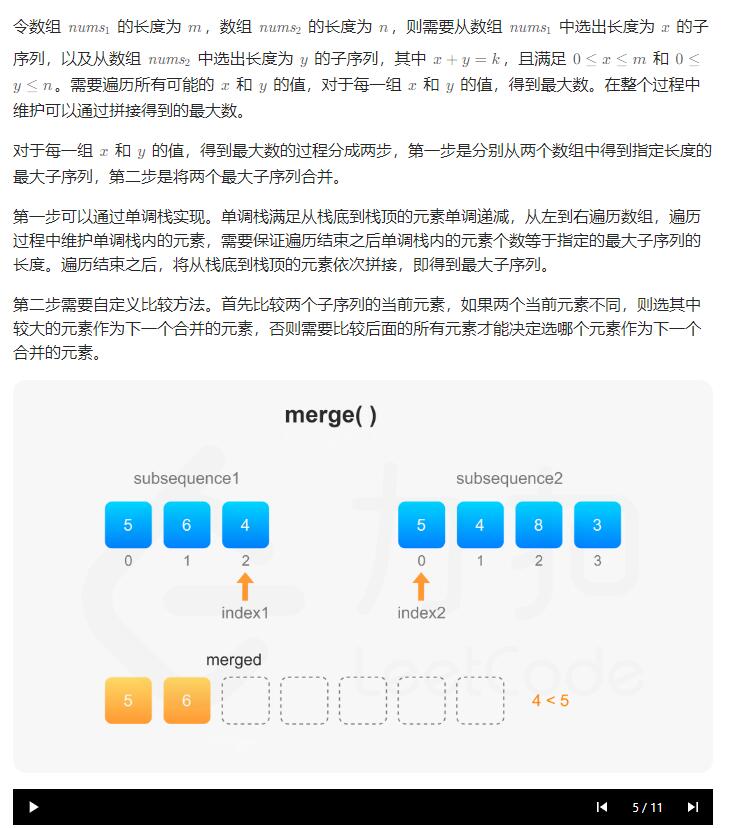 令数组 nums₁ 的长度为 m，数组 nums₂ 的长度为 n，则需要从数组 nums₁ 中选出长度为 x 的子
序列，以及从数组 nums₂ 中选出长度为 y 的子序列，其中 x + y = k，且满足 0 ≤ x ≤ m 和 0 ≤
y ≤ n。需要遍历所有可能的 x 和 y 的值，对于每一组 x 和 y 的值，得到最大数。在整个过程中
维护可以通过拼接得到的最大数。
对于每一组 x 和 y 的值，得到最大数的过程分成两步，第一步是分别从两个数组中得到指定长度的
最大子序列，第二步是将两个最大子序列合并。
第一步可以通过单调栈实现。单调栈满足从栈底到栈顶的元素单调递减，从左到右遍历数组，遍历
过程中维护单调栈内的元素，需要保证遍历结束之后单调栈内的元素个数等于指定的最大子序列的
长度。遍历结束之后，将从栈底到栈顶的元素依次拼接，即得到最大子序列。
第二步需要自定义比较方法。首先比较两个子序列的当前元素，如果两个当前元素不同，则选其中
较大的元素作为下一个合并的元素，否则需要比较后面的所有元素才能决定选哪个元素作为下一个
合并的元素。
merge( )
subsequence1 subsequence2
5 6 4 5 4 8 3
0 1 2 0 1 2 3
index1 index2
merged
5 6 4 < 5
力扣
LeetCode
5 / 11